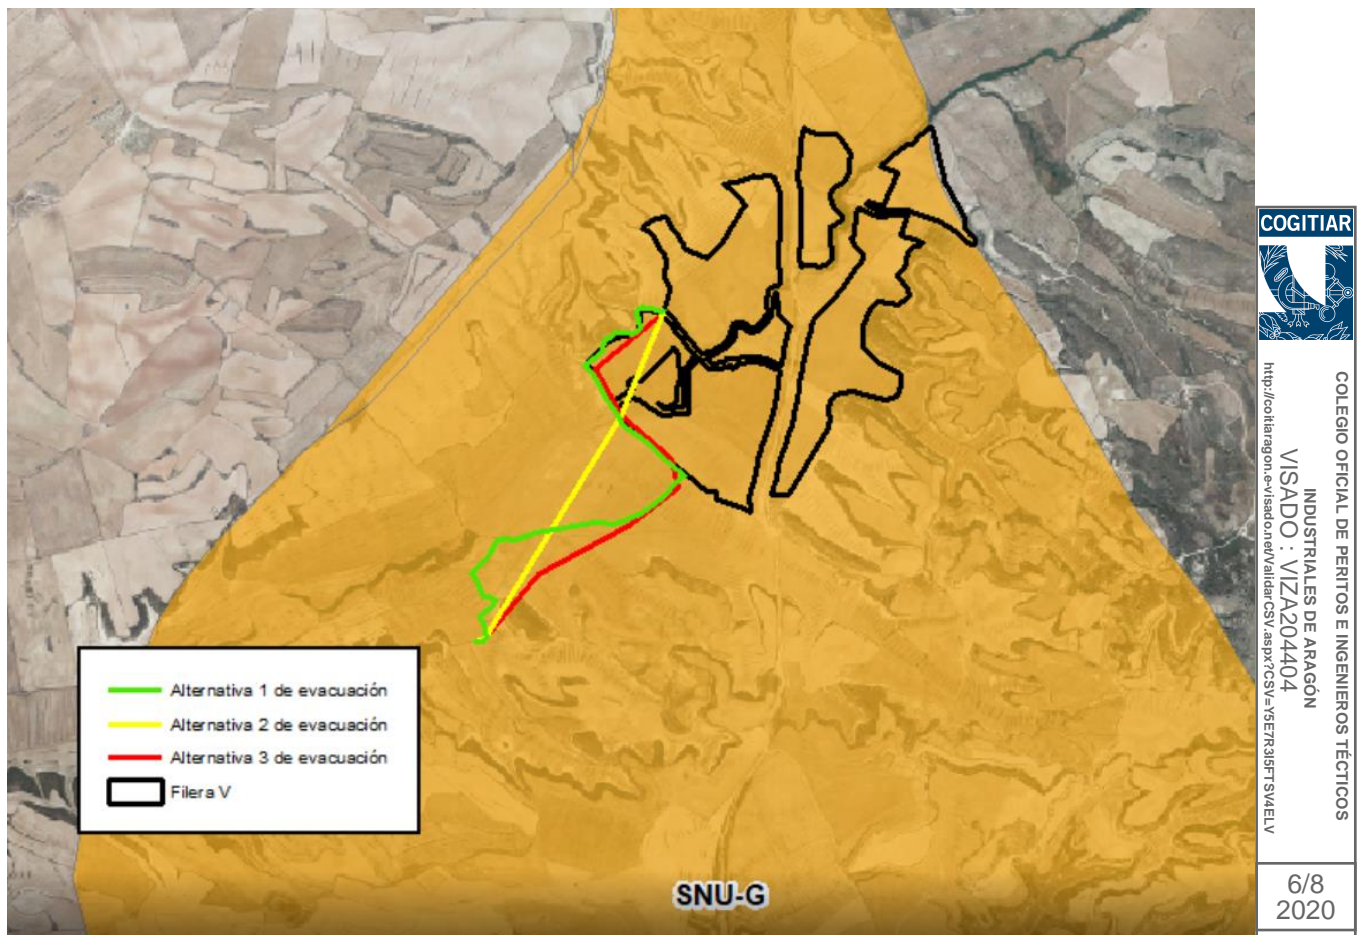 Alternativa 1 de evacuación
Alternativa 2 de evacuación
Alternativa 3 de evacuación
Filera V
SNU-G
COGITIAR
COLEGIO OFICIAL DE PERITOS E INGENIEROS TÉCTICOS
INDUSTRIALES DE ARAGÓN
VISADO : VIZA204404
http://coitiaragon.e-visado.net/ValidarCSV.aspx?CSV=Y5E7R3I5FTSV4ELV
6/8
2020